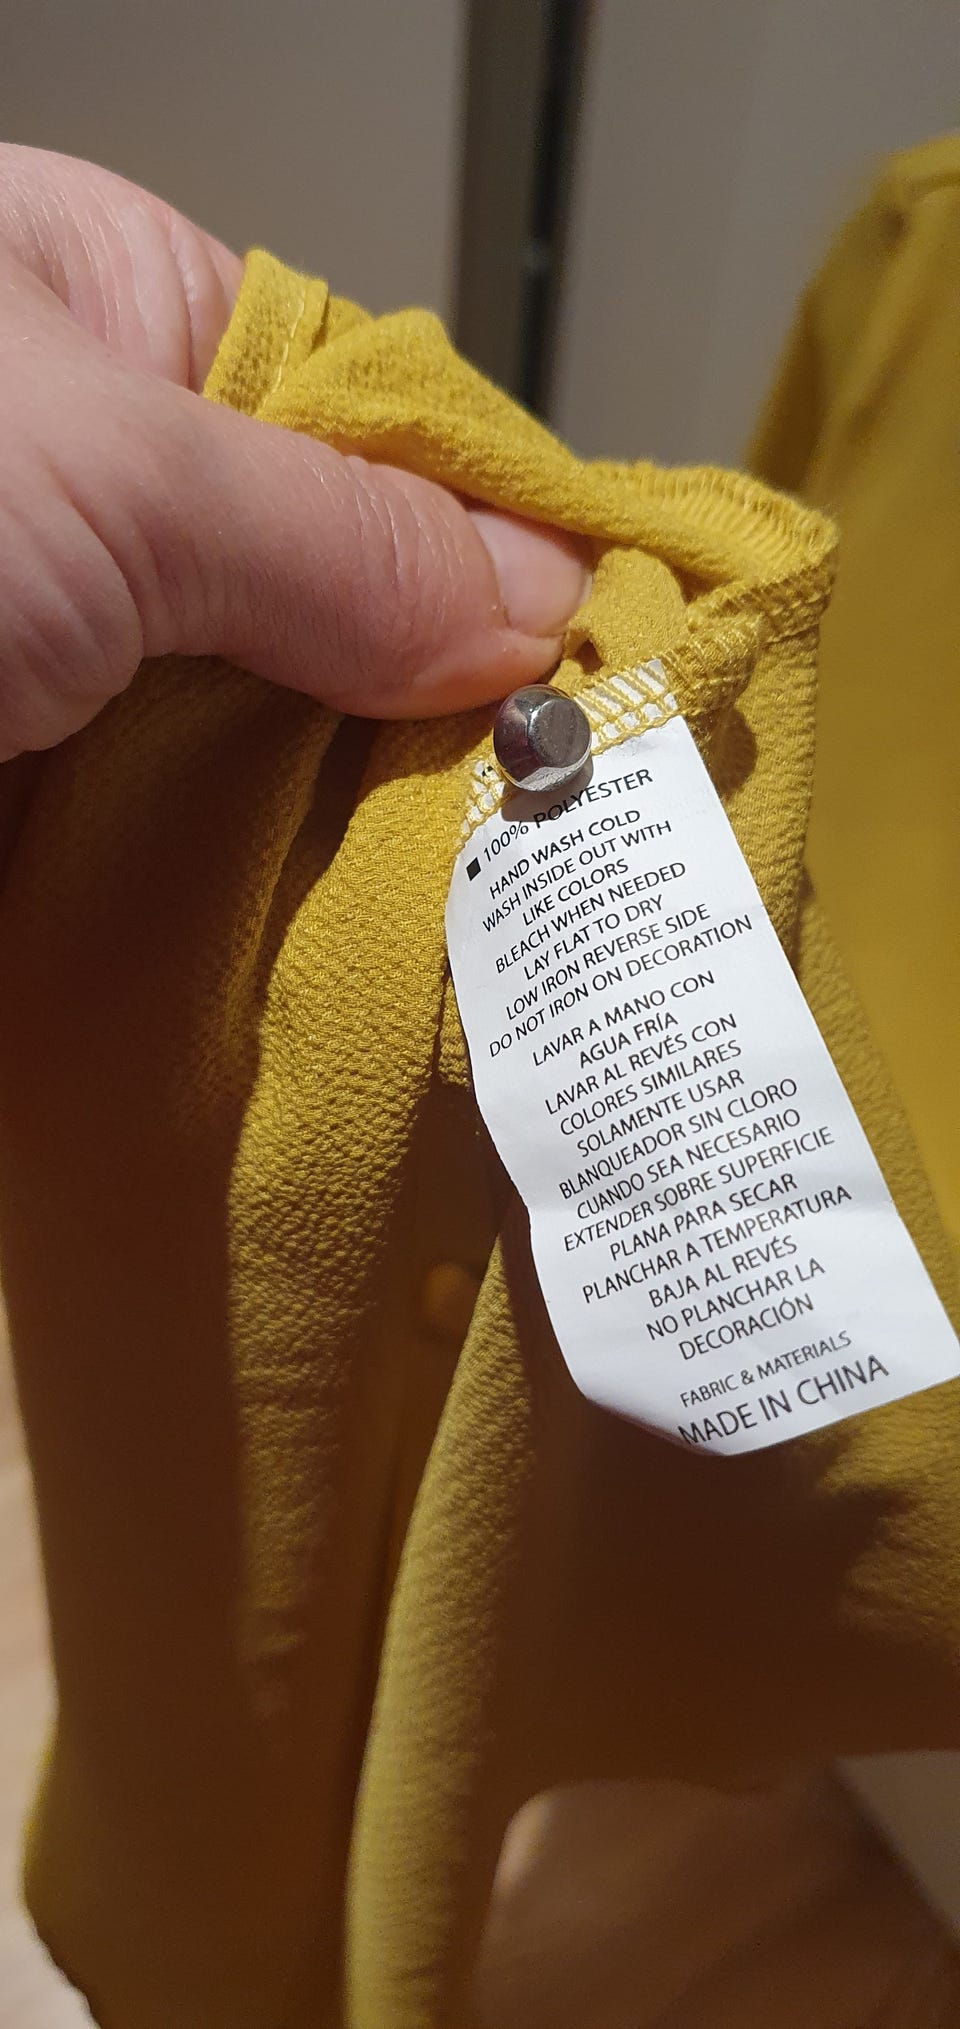 100% POLYESTER
HAND WASH COLD
WASH INSIDE OUT WITH
LIKE COLORS
BLEACH WHEN NEEDED
LAY FLAT TO DRY
LOW IRON REVERSE SIDE
DO NOT IRON ON DECORATION
LAVAR A MANO CON
AGUA FRÍA
LAVAR AL REVÉS CON
COLORES SIMILARES
SOLAMENTE USAR
BLANQUEADOR SIN CLORO
CUANDO SEA NECESARIO
EXTENDER SOBRE SUPERFICIE
PLANA PARA SECAR
PLANCHAR A TEMPERATURA
BAJA AL REVÉS
NO PLANCHAR LA
DECORACIÓN
FABRIC & MATERIALS
MADE IN CHINA